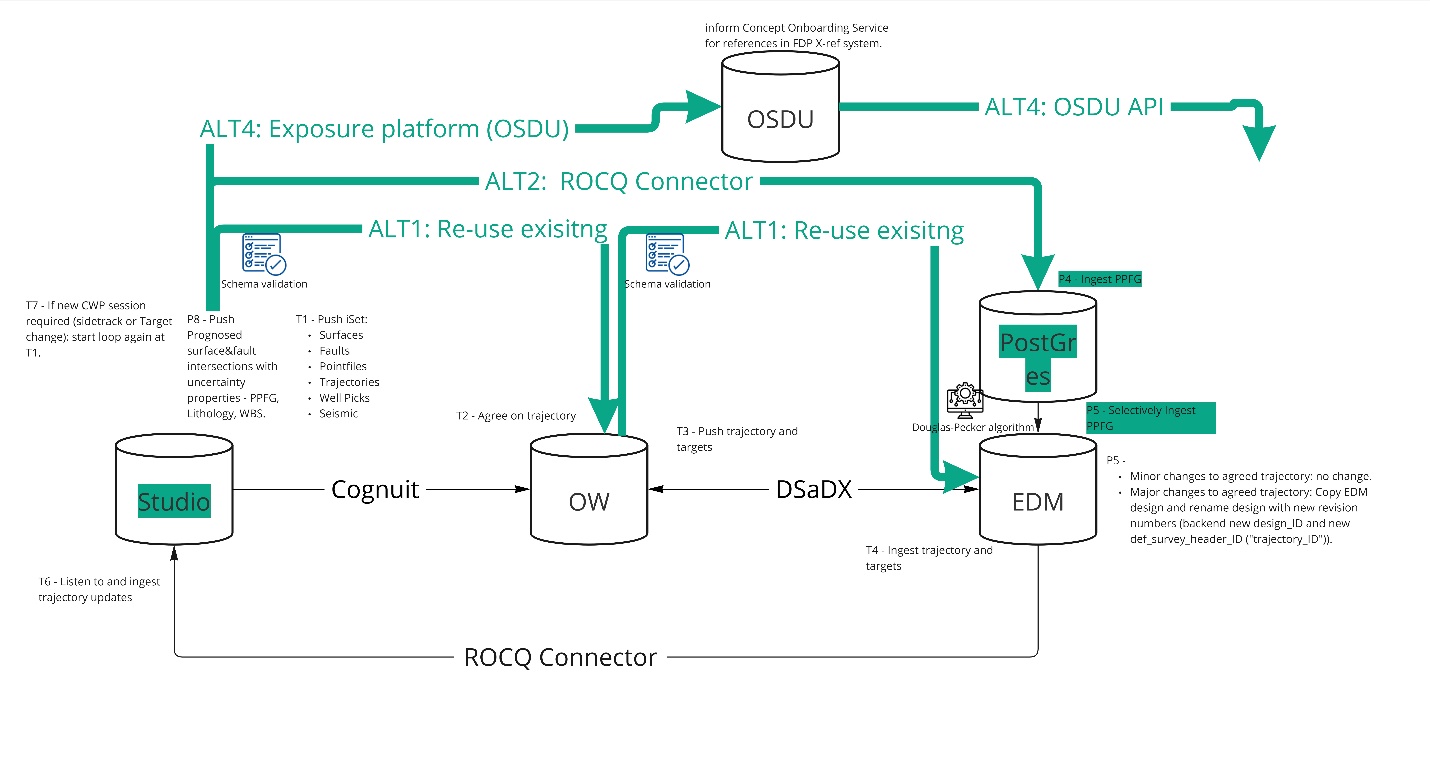 inform Concept Onboarding Service
for references in FDP X-ref system.
OSDU
ALT4: Exposure platform (OSDU)
ALT4: OSDU API
ALT2:  ROCQ Connector
ALT1: Re-use exisitng
ALT1: Re-use exisitng
Schema validation
Schema validation
P4 - Ingest PPFG
T7 - If new CWP session
required (sidetrack or Target
change): start loop again at
T1.
P8 - Push
Prognosed
surface&fault
intersections with
uncertainty
properties - PPFG,
Lithology, WBS.
T1 - Push iSet:
• Surfaces
• Faults
• Pointfiles
• Trajectories
• Well Picks
• Seismic
PostGr
es
T2 - Agree on trajectory
T3 - Push trajectory and
targets
Douglas-Pecker algorithm
P5 - Selectively Ingest
PPFG
Studio
Cognuit
OW
DSaDX
EDM
P5 -
• Minor changes to agreed trajectory: no change.
• Major changes to agreed trajectory: Copy EDM
design and rename design with new revision
numbers (backend new design_ID and new
def_survey_header_ID ("trajectory_ID")).
T4 - Ingest trajectory and
targets
T6 - Listen to and ingest
trajectory updates
ROCQ Connector